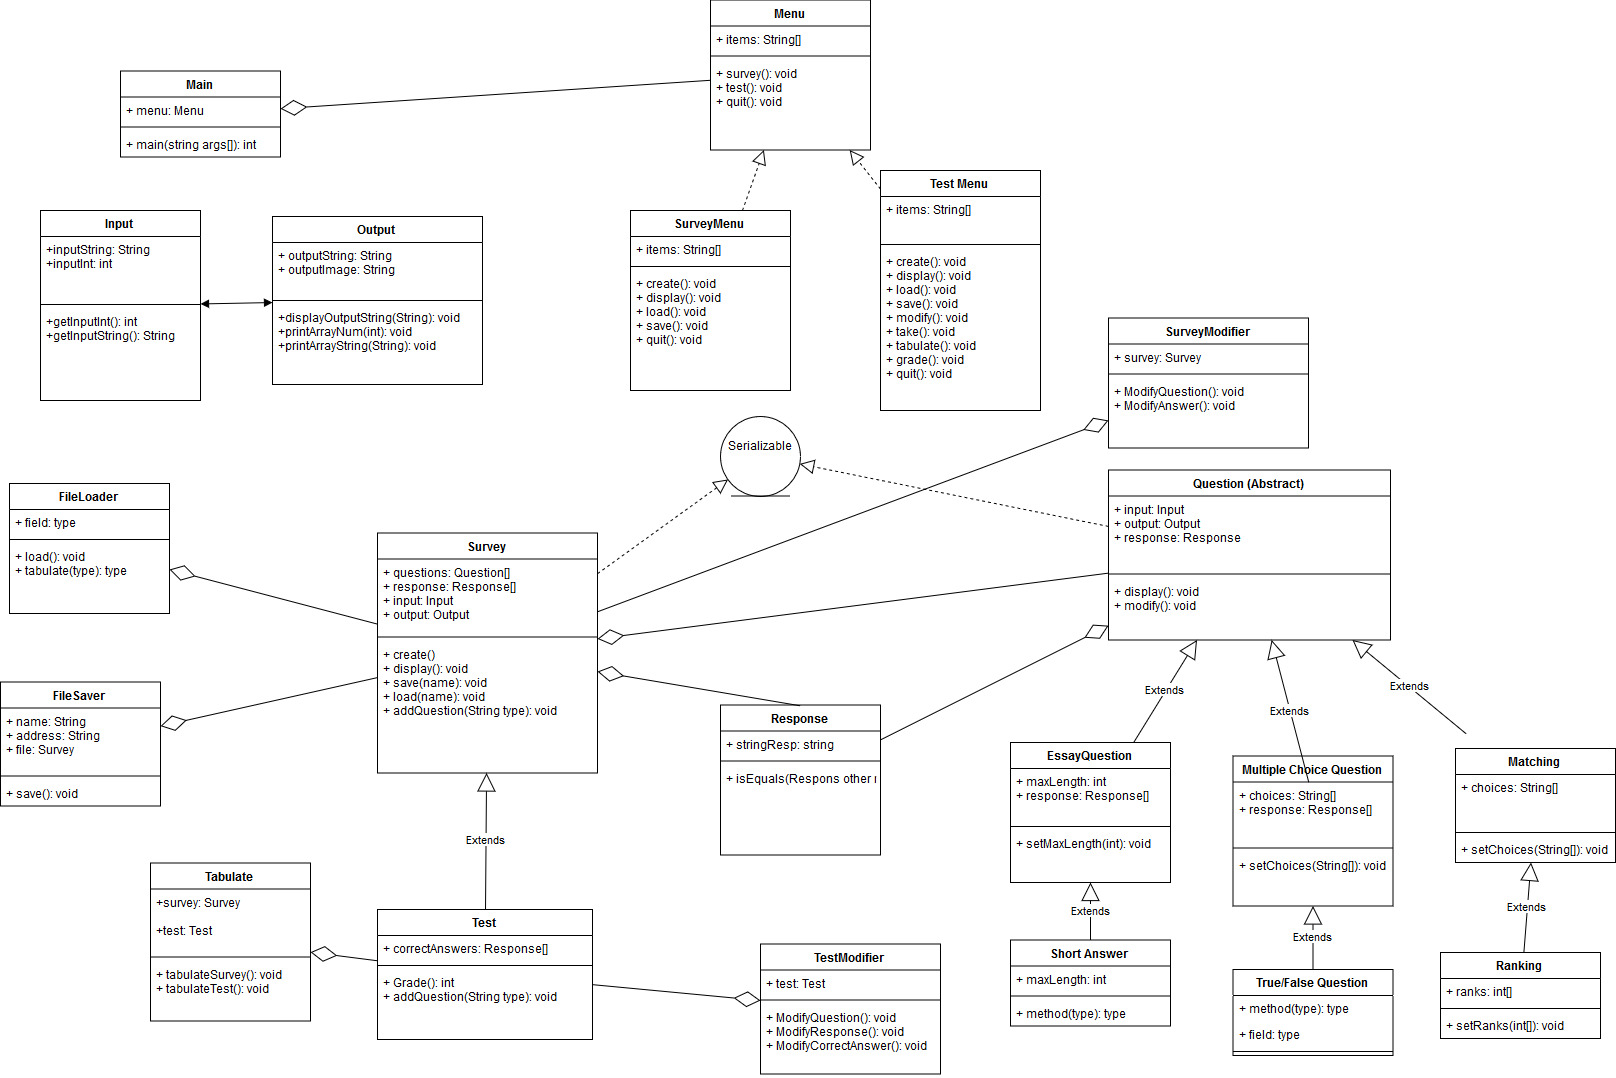 Menu
+ items: String[]
+ survey(): void
+ test(): void
+ quit(): void
Main
+ menu: Menu
+ main(string args[]): int
Input
+inputString: String
+inputInt: int
+getInputInt(): int
+getInputString(): String
Output
+ outputString: String
+ outputImage: String
+displayOutputString(String): void
+printArrayNum(int): void
+printArrayString(String): void
SurveyMenu
+ items: String[]
+ create(): void
+ display(): void
+ load(): void
+ save(): void
+ quit(): void
Test Menu
+ items: String[]
+ create(): void
+ display(): void
+ load(): void
+ save(): void
+ modify(): void
+ take(): void
+ tabulate(): void
+ grade(): void
+ quit(): void
SurveyModifier
+ survey: Survey
+ ModifyQuestion(): void
+ ModifyAnswer(): void
Serializable
Question (Abstract)
+ input: Input
+ output: Output
+ response: Response
+ display(): void
+ modify(): void
FileLoader
+ field: type
+ load(): void
+ tabulate(type): type
Survey
+ questions: Question[]
+ response: Response[]
+ input: Input
+ output: Output
+ create()
+ display(): void
+ save(name): void
+ load(name): void
+ addQuestion(String type): void
FileSaver
+ name: String
+ address: String
+ file: Survey
+ save(): void
Response
+ stringResp: string
+ isEquals(Respons other r
Extends
Extends
Extends
EssayQuestion
+ maxLength: int
+ response: Response[]
+ setMaxLength(int): void
Multiple Choice Question
+ choices: String[]
+ response: Response[]
+ setChoices(String[]): void
Matching
+ choices: String[]
+ setChoices(String[]): void
Extends
Extends
Extends
Extends
Tabulate
+survey: Survey
+test: Test
+ tabulateSurvey(): void
+ tabulateTest(): void
Test
+ correctAnswers: Response[]
+ Grade(): int
+ addQuestion(String type): void
TestModifier
+ test: Test
+ ModifyQuestion(): void
+ ModifyResponse(): void
+ ModifyCorrectAnswer(): void
Short Answer
+ maxLength: int
+ method(type): type
True/False Question
+ method(type): type
+ field: type
Ranking
+ ranks: int[]
+ setRanks(int[]): void